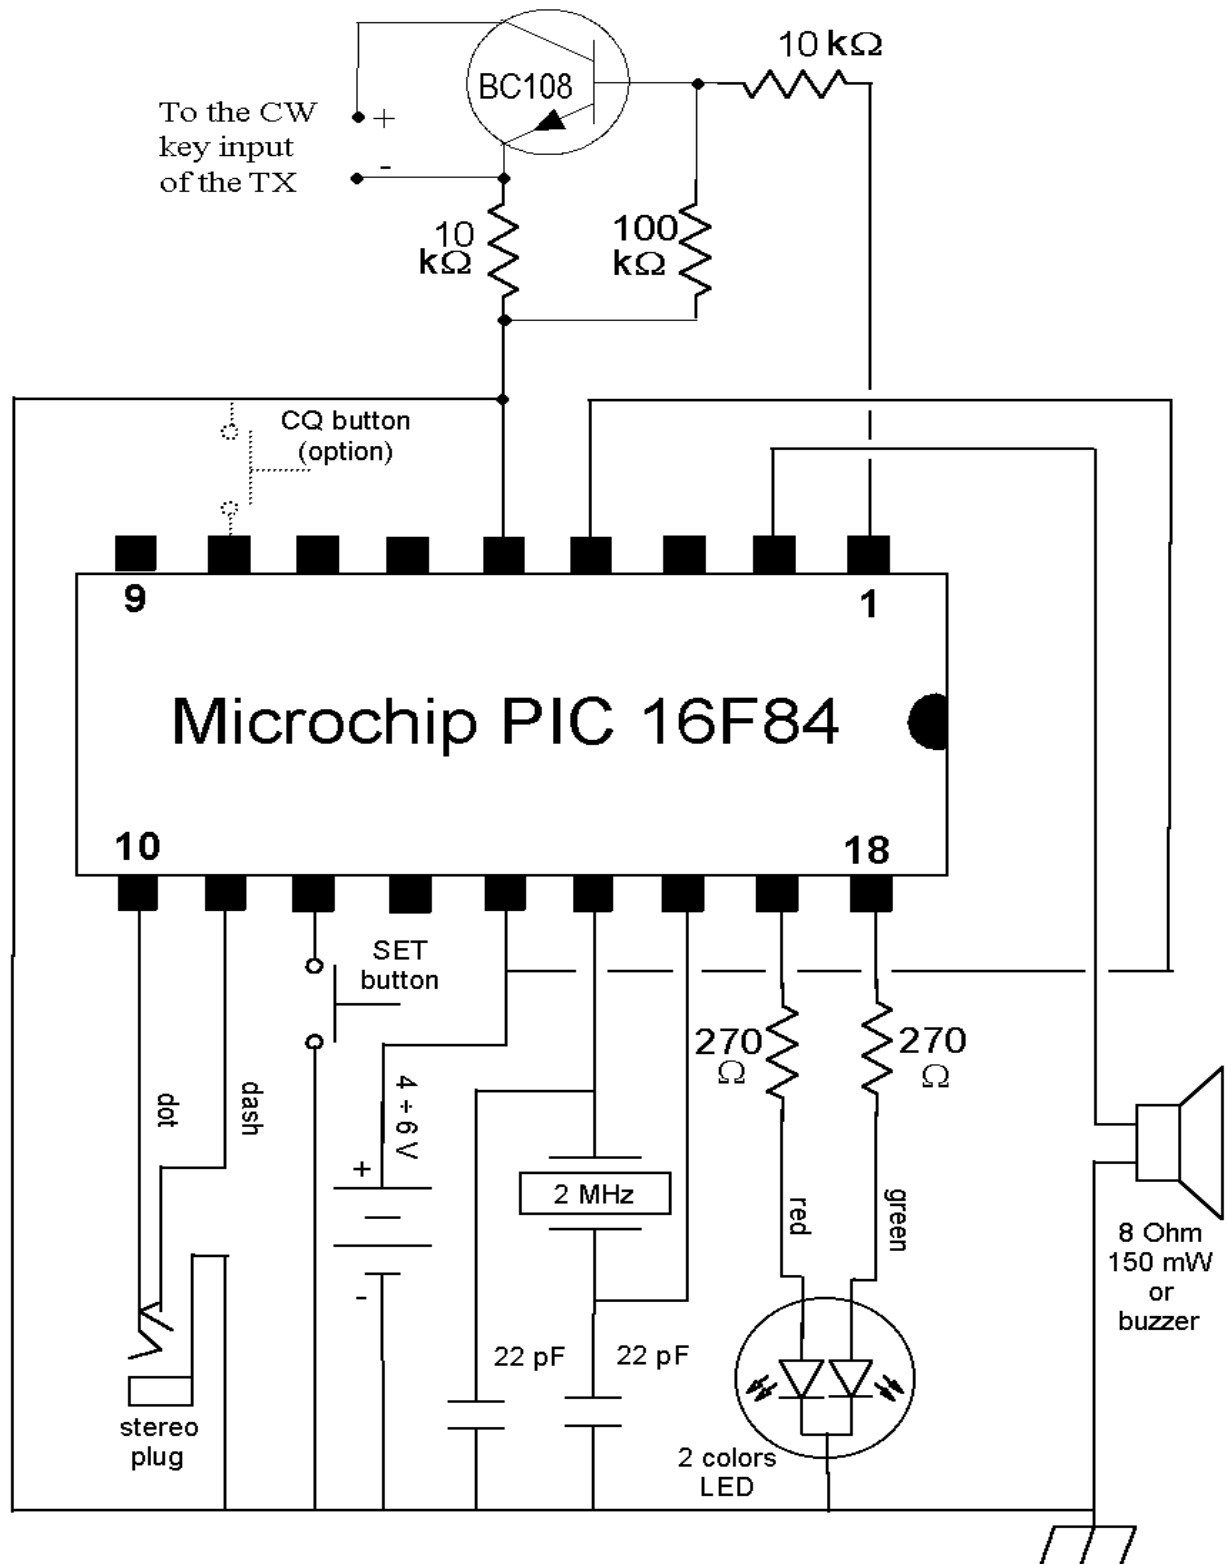 10 kΩ
BC108
To the CW
key input
of the TX
+
-
10
kΩ
100
kΩ
CQ button
(option)
9
1
Microchip PIC 16F84
10
18
SET
button
270
Ω
270
Ω
dot
dash
4 ÷ 6 V
+
-
2 MHz
red
green
8 Ohm
150 mW
or
buzzer
22 pF
22 pF
stereo
plug
2 colors
LED